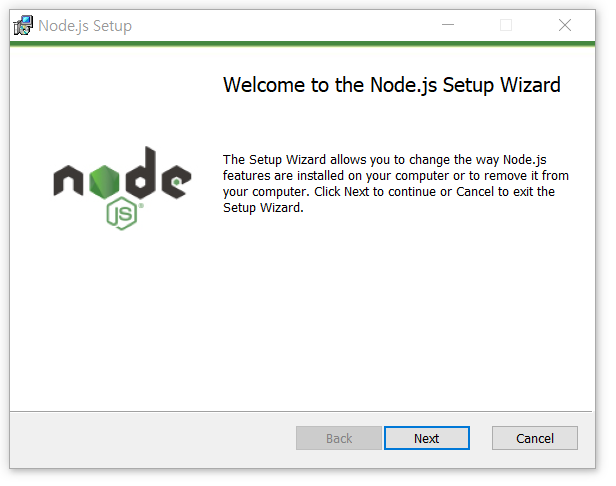 Node.js Setup
Welcome to the Node.js Setup Wizard
node
JS®
The Setup Wizard allows you to change the way Node.js
features are installed on your computer or to remove it from
your computer. Click Next to continue or Cancel to exit the
Setup Wizard.
Back
Next
Cancel